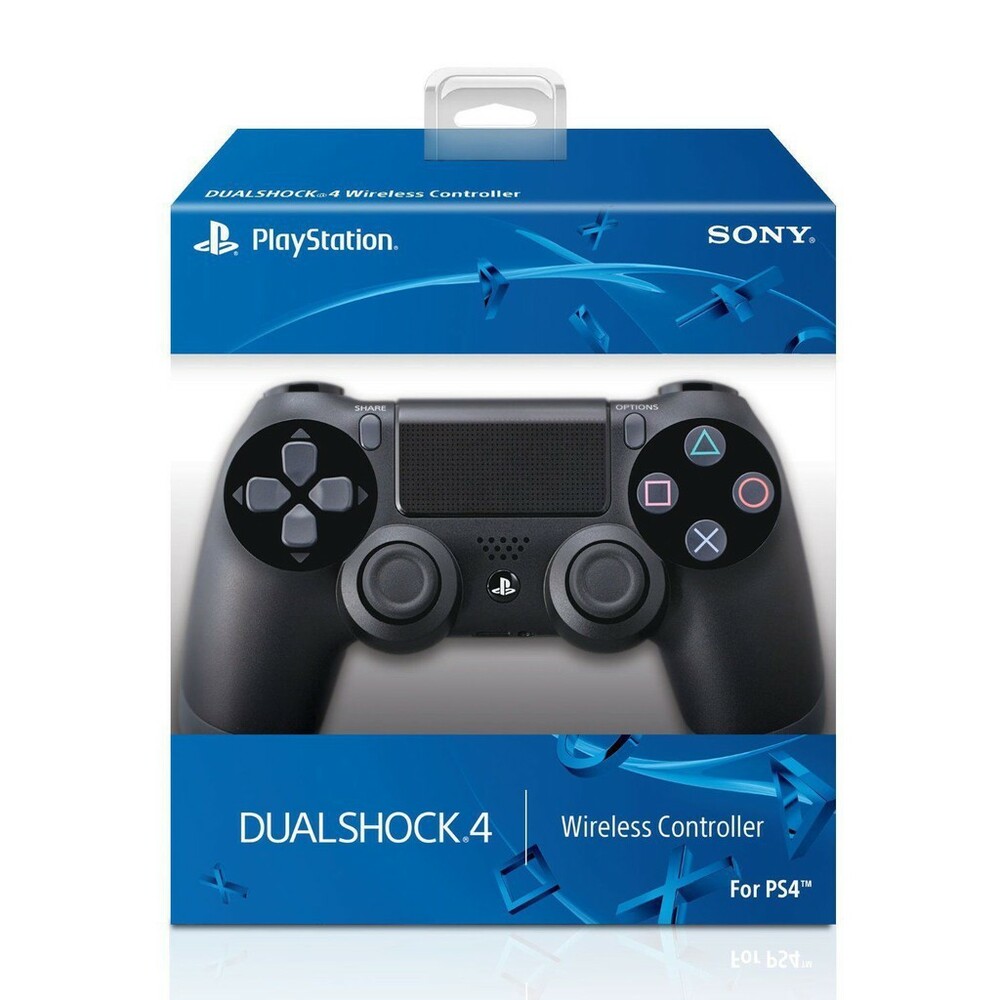 DUALSHOCK® 4 Wireless Controller
PlayStation®
SONY®
SHARE
OPTIONS
DUALSHOCK®4
Wireless Controller
For PS4™